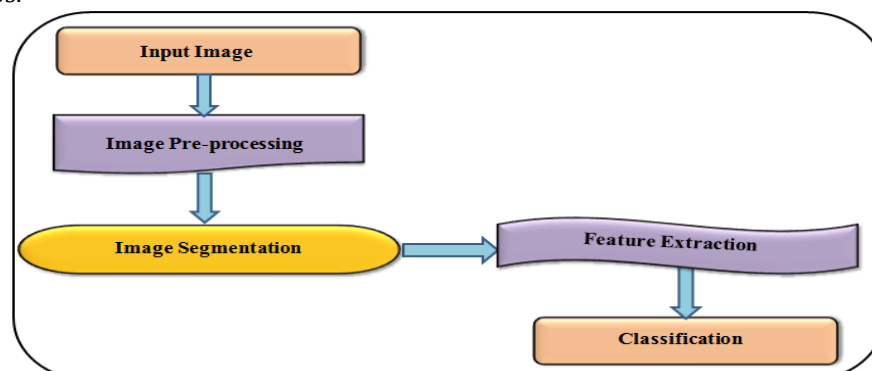 Input Image
Image Pre-processing
Image Segmentation
Feature Extraction
Classification